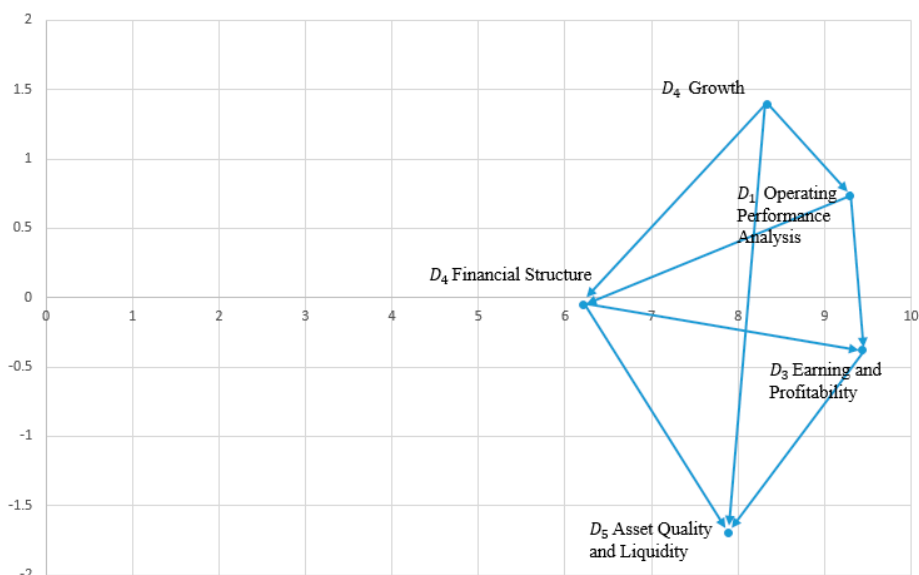 2
1.5
D₄ Growth
1
D₁ Operating
Performance
Analysis
0.5
D₄ Financial Structure
0
0 1 2 3 4 5 6 7 8 9 10
-0.5
D₃ Earning and
Profitability
-1
-1.5
D₅ Asset Quality
and Liquidity
-2